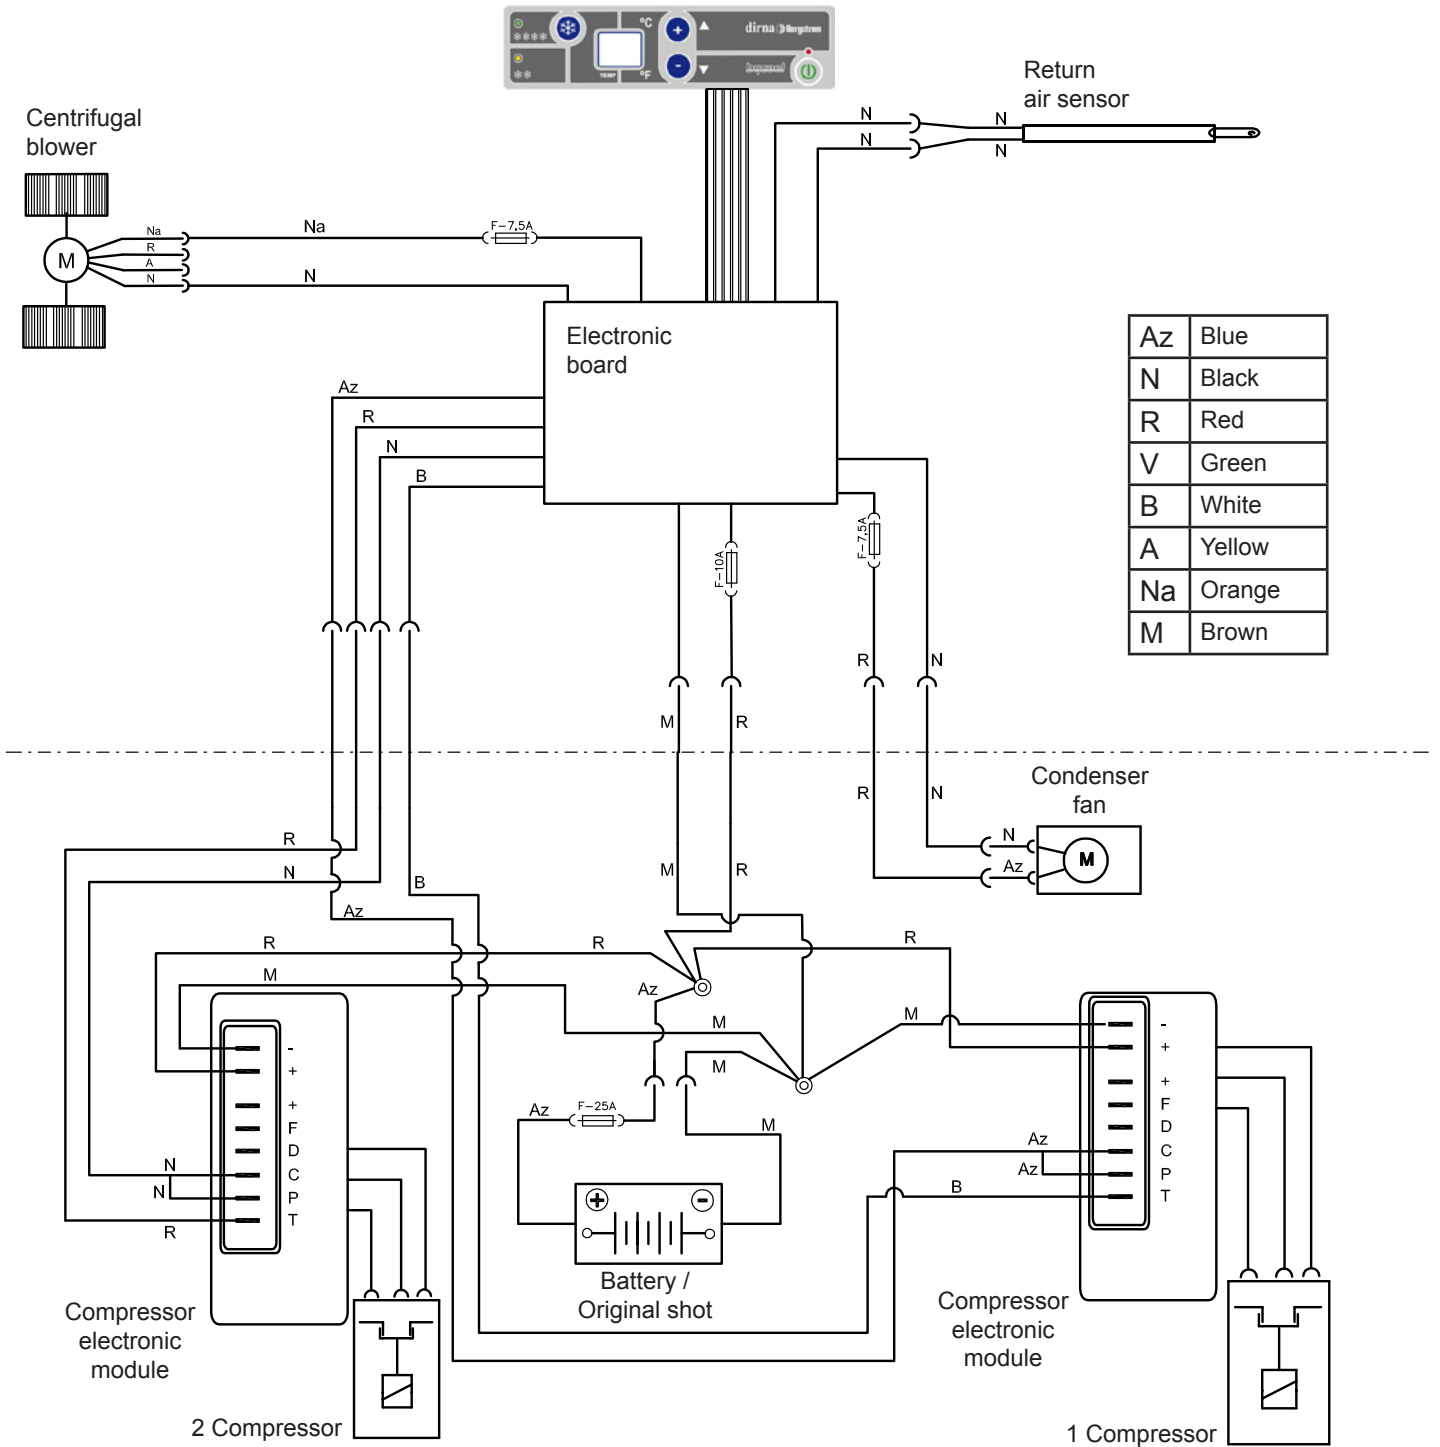 °C
+
dirna Bergstrom
TEMP
°F
-
Return
air sensor
Centrifugal
blower
N
N
N
N
Na
R
A
N
Na
F-7,5A
N
M
Electronic
board
Az Blue
N Black
R Red
V Green
B White
A Yellow
Na Orange
M Brown
Az
R
N
B
F-10A
F-7,5A
R
N
M
R
R
N
Condenser
fan
N
Az
M
R
N
B
Az
M
R
R
R
R
M
Az
M
M
M
Az
F-25A
M
-
+
+
F
D
C
P
T
N
N
R
-
+
+
F
D
C
P
T
Az
Az
B
+
-
Battery /
Original shot
Compressor
electronic
module
Compressor
electronic
module
2 Compressor
1 Compressor